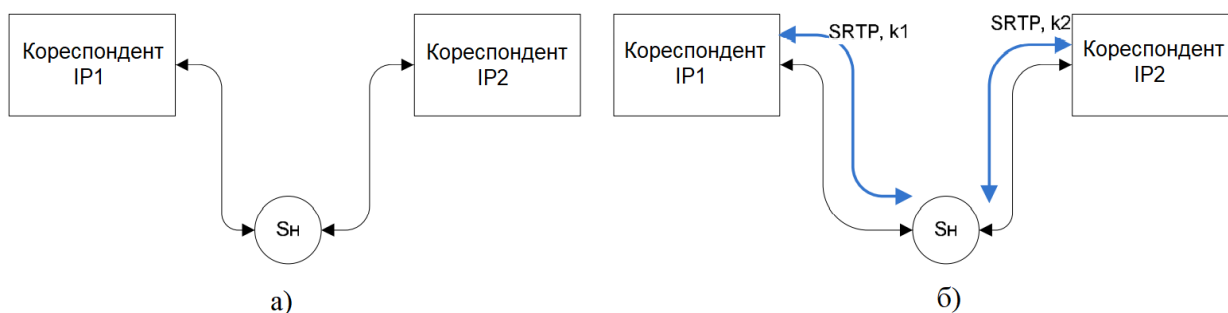 Кореспондент
IP1
Кореспондент
IP2
Sн
а)
SRTP, k1
SRTP, k2
Кореспондент
IP1
Кореспондент
IP2
Sн
б)